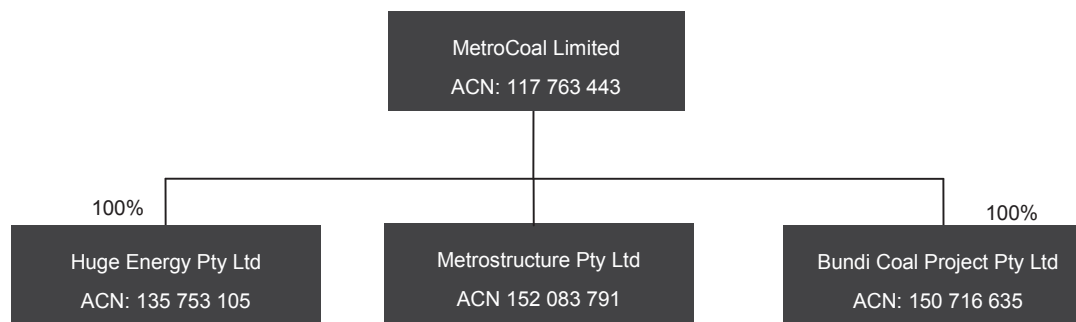 MetroCoal Limited
ACN: 117 763 443
100%
100%
Huge Energy Pty Ltd
ACN: 135 753 105
Metrostructure Pty Ltd
ACN 152 083 791
Bundi Coal Project Pty Ltd
ACN: 150 716 635